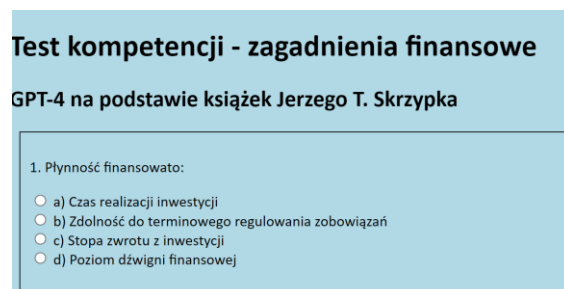 Test kompetencji - zagadnienia finansowe
GPT-4 na podstawie książek Jerzego T. Skrzypka
1. Płynność finansowato:
a) Czas realizacji inwestycji
b) Zdolność do terminowego regulowania zobowiązań
c) Stopa zwrotu z inwestycji
d) Poziom dźwigni finansowej